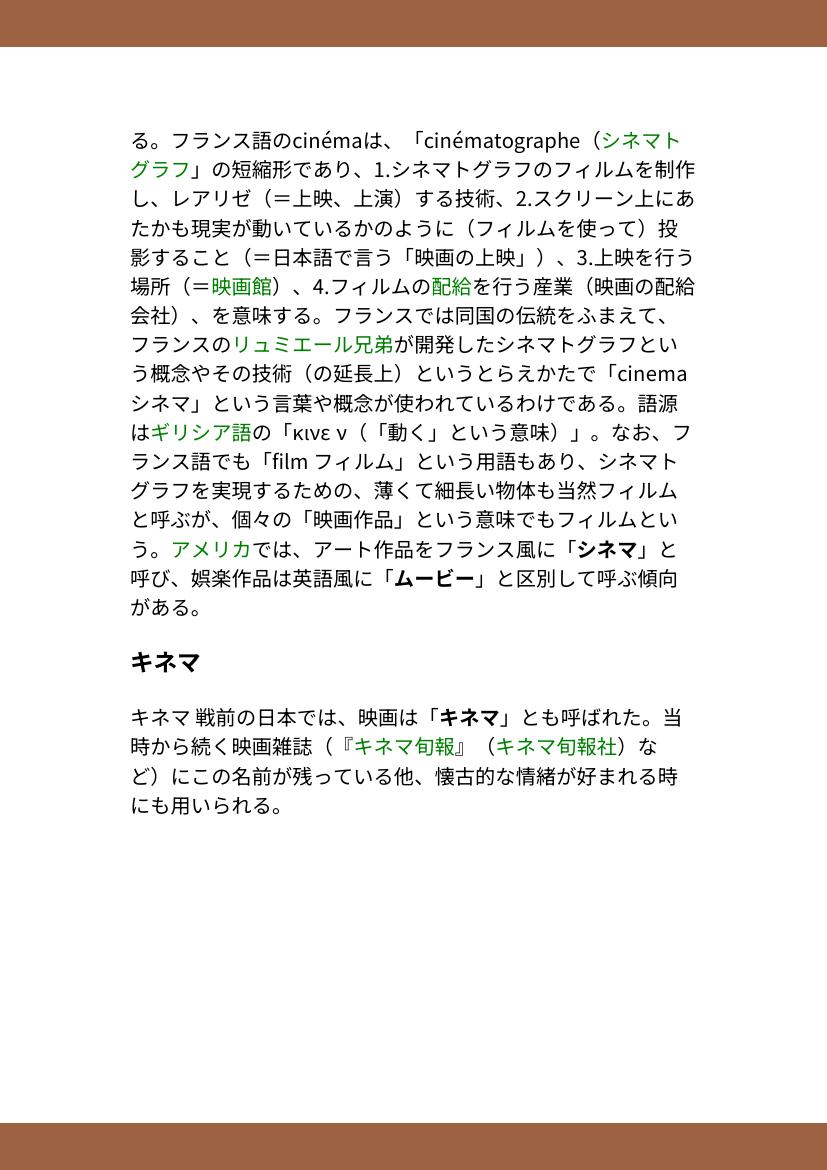 る。フランス語のcinémaは、「cinématographe（シネマト
グラフ」の短縮形であり、1.シネマトグラフのフィルムを制作
し、レアリゼ（＝上映、上演）する技術、2.スクリーン上にあ
たかも現実が動いているかのように（フィルムを使って）投
影すること（＝日本語で言う「映画の上映」）、3.上映を行う
場所（＝映画館）、4.フィルムの配給を行う産業（映画の配給
会社）、を意味する。フランスでは同国の伝統をふまえて、
フランスのリュミエール兄弟が開発したシネマトグラフとい
う概念やその技術（の延長上）というとらえかたで「cinema
シネマ」という言葉や概念が使われているわけである。語源
はギリシア語の「κινε ν（「動く」という意味）」。なお、フ
ランス語でも「film フィルム」という用語もあり、シネマト
グラフを実現するための、薄くて細長い物体も当然フィルム
と呼ぶが、個々の「映画作品」という意味でもフィルムとい
う。アメリカでは、アート作品をフランス風に「シネマ」と
呼び、娯楽作品は英語風に「ムービー」と区別して呼ぶ傾向
がある。
キネマ
キネマ 戦前の日本では、映画は「キネマ」とも呼ばれた。当
時から続く映画雑誌（『キネマ旬報』（キネマ旬報社）な
ど）にこの名前が残っている他、懐古的な情緒が好まれる時
にも用いられる。